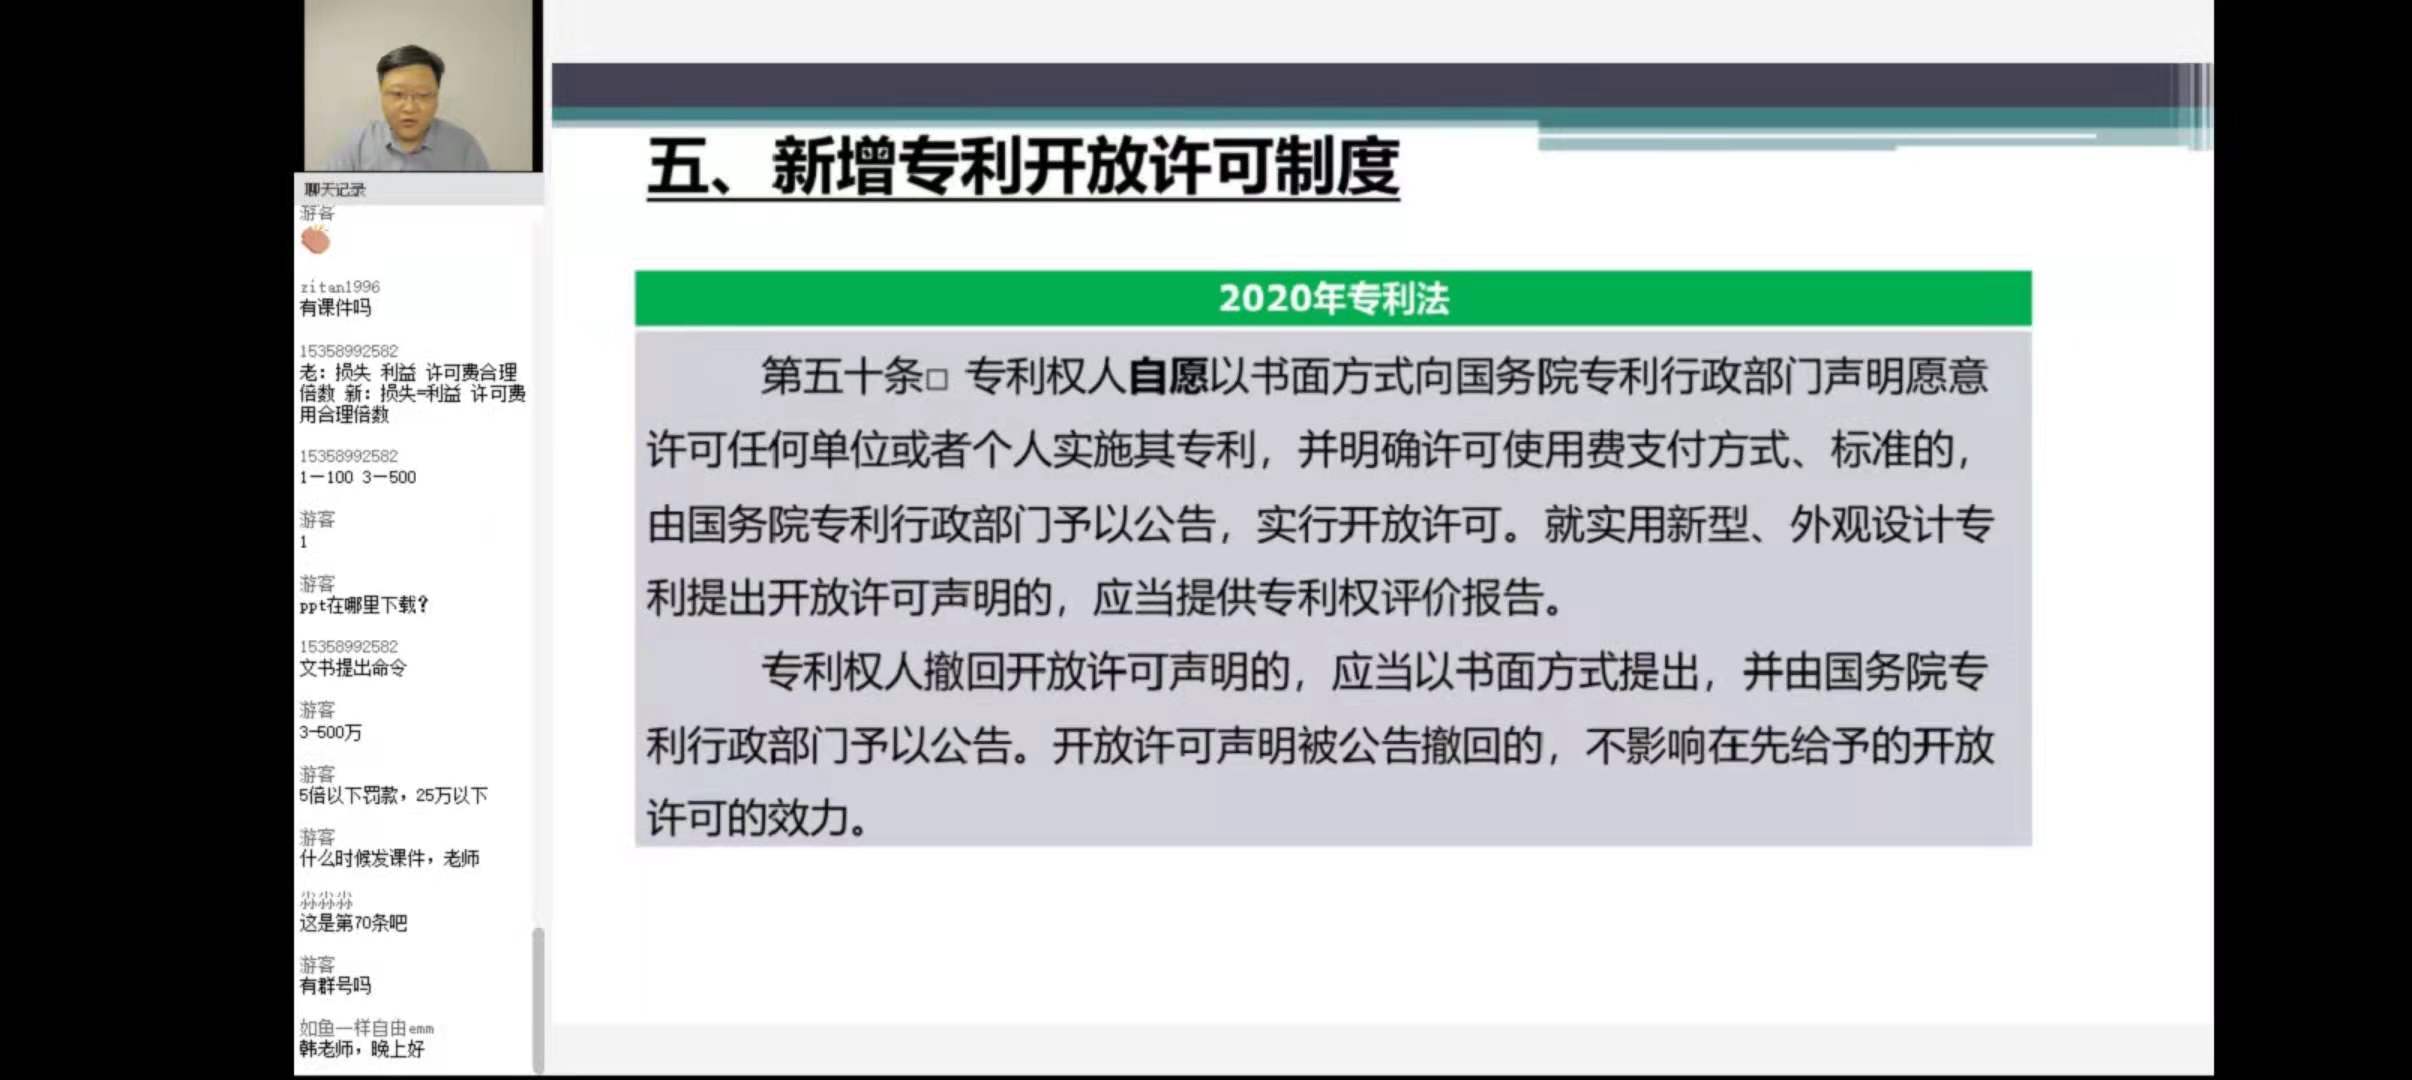 聊天记录
游客
zitan1996
有课件吗
15358992582
老：损失 利益 许可费合理
倍数 新：损失=利益 许可费
用合理倍数
15358992582
1—100 3—500
游客
1
游客
ppt在哪里下载？
15358992582
文书提出命令
游客
3-500万
游客
5倍以下罚款，25万以下
游客
什么时候发课件，老师
尛尛尛
这是第70条吧
游客
有群号吗
如鱼一样自由emm
韩老师，晚上好
五、新增专利开放许可制度
2020年专利法
第五十条□ 专利权人自愿以书面方式向国务院专利行政部门声明愿意
许可任何单位或者个人实施其专利，并明确许可使用费支付方式、标准的，
由国务院专利行政部门予以公告，实行开放许可。就实用新型、外观设计专
利提出开放许可声明的，应当提供专利权评价报告。
专利权人撤回开放许可声明的，应当以书面方式提出，并由国务院专
利行政部门予以公告。开放许可声明被公告撤回的，不影响在先给予的开放
许可的效力。